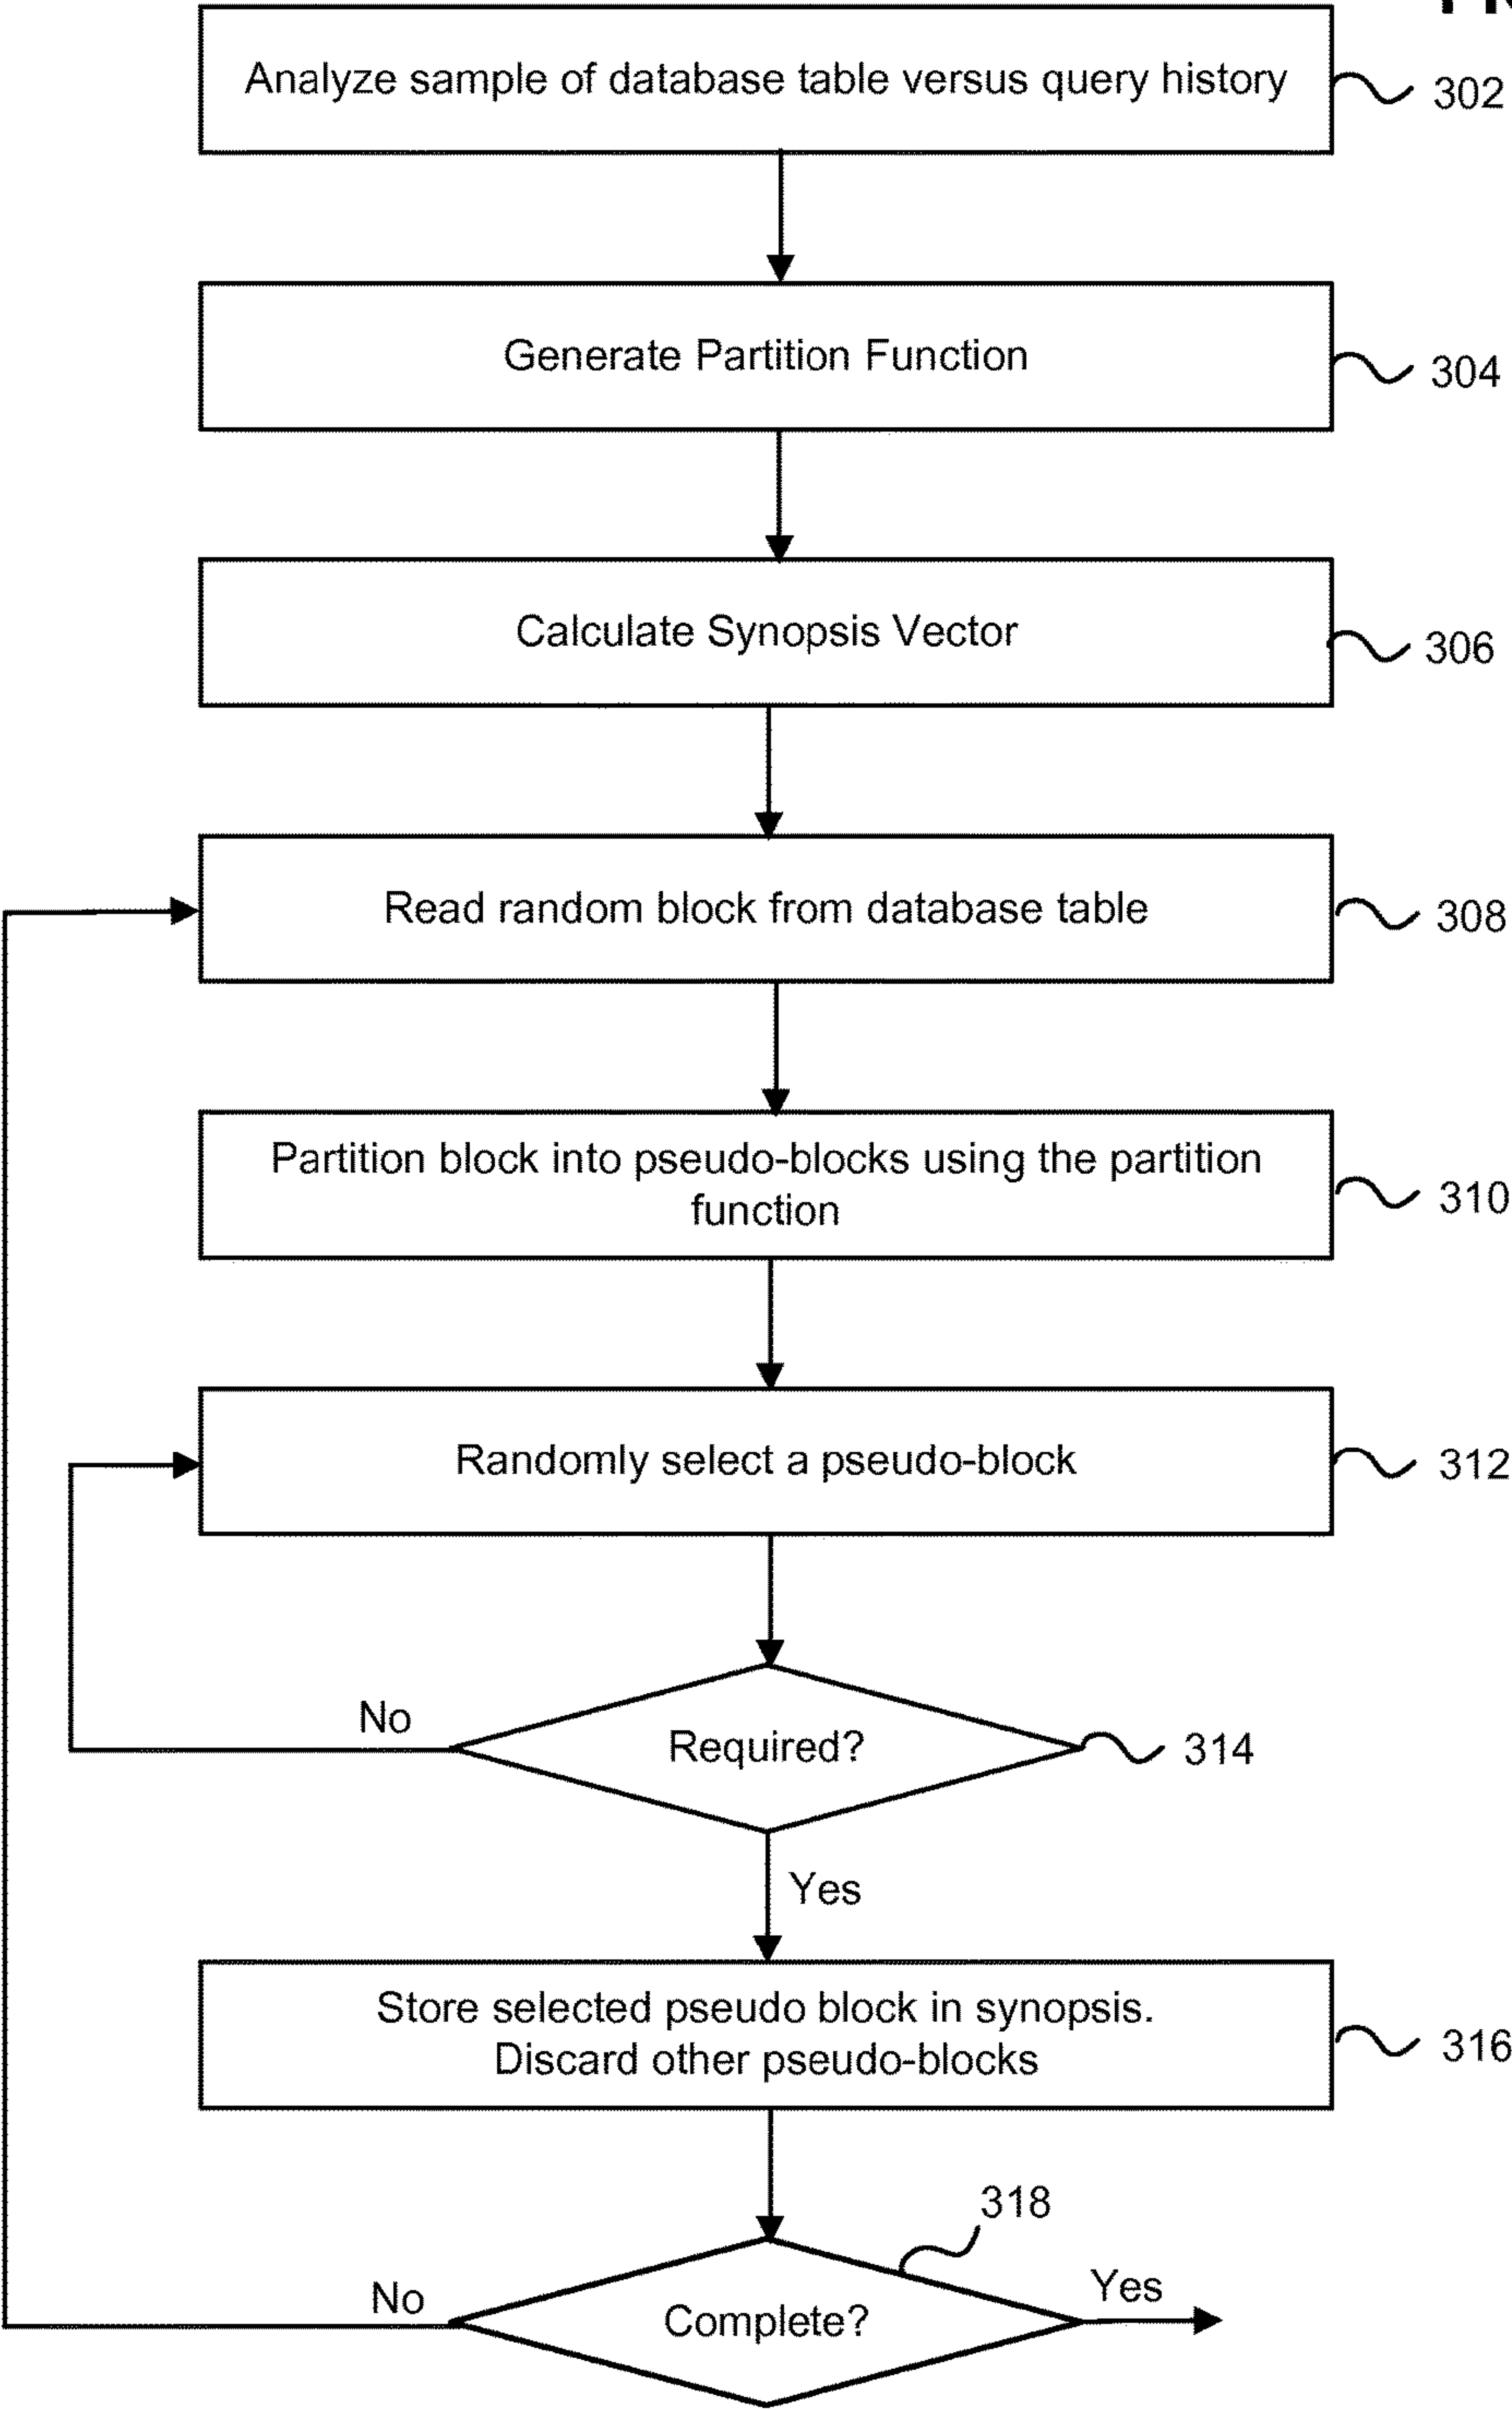 Analyze sample of database table versus query history
302
Generate Partition Function
304
Calculate Synopsis Vector
306
Read random block from database table
308
Partition block into pseudo-blocks using the partition
function
310
Randomly select a pseudo-block
312
No
Required?
314
Yes
Store selected pseudo block in synopsis.
Discard other pseudo-blocks
316
318
No
Complete?
Yes